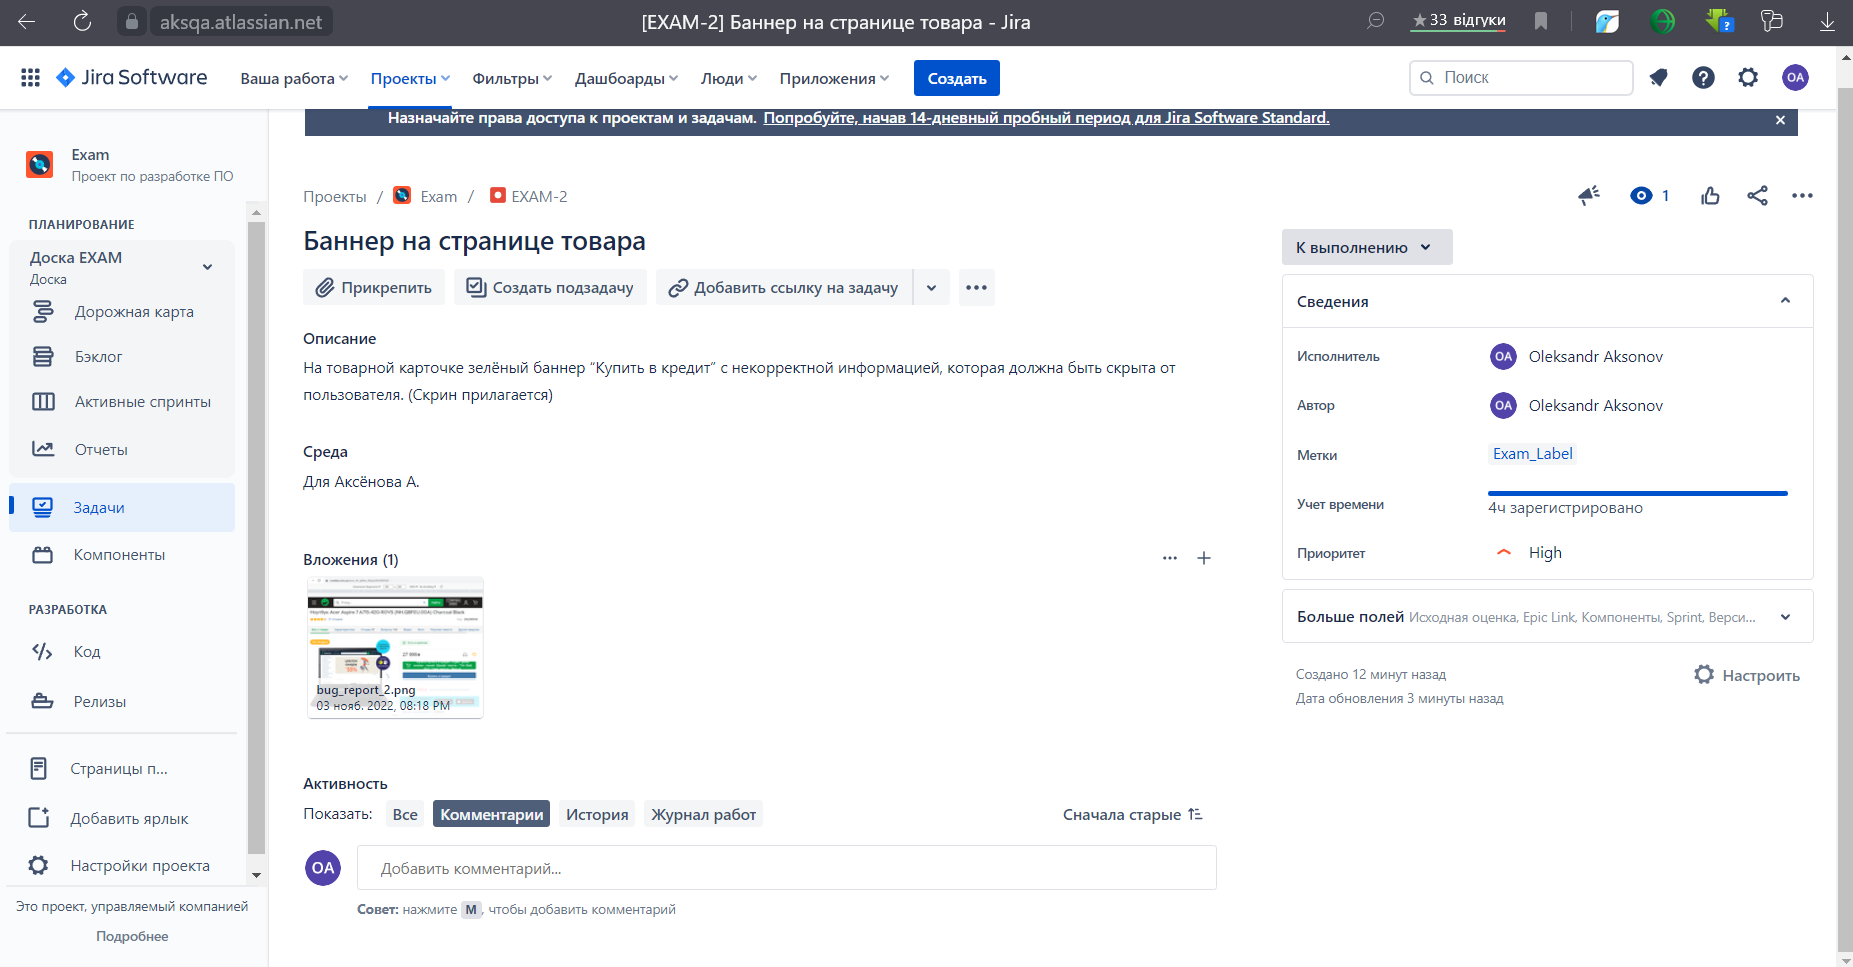 aksqa.atlassian.net
[EXAM-2] Баннер на странице товара - Jira
★33 відгуки
Jira Software
Ваша работа
Проекты
Фильтры
Дашбоарды
Люди
Приложения
Создать
Поиск
OA
Назначайте права доступа к проектам и задачам. Попробуйте, начав 14-дневный пробный период для Jira Software Standard.
Exam
Проект по разработке ПО
ПЛАНИРОВАНИЕ
Доска EXAM
Доска
Дорожная карта
Бэклог
Активные спринты
Отчеты
Задачи
Компоненты
РАЗРАБОТКА
Код
Релизы
Страницы п...
Добавить ярлык
Настройки проекта
Это проект, управляемый компанией
Подробнее
Проекты / Exam / EXAM-2
1
Баннер на странице товара
Прикрепить
Создать подзадачу
Добавить ссылку на задачу
Описание
На товарной карточке зелёный баннер “Купить в кредит” с некорректной информацией, которая должна быть скрыта от
пользователя. (Скрин прилагается)
Среда
Для Аксёнова А.
Вложения (1)
bug_report_2.png
03 нояб. 2022, 08:18 PM
Активность
Показать: Все Комментарии История Журнал работ
Сначала старые
OA
Добавить комментарий...
Совет: нажмите M, чтобы добавить комментарий
К выполнению
Сведения
Исполнитель
OA Oleksandr Aksonov
Автор
OA Oleksandr Aksonov
Метки
Exam_Label
Учет времени
4ч зарегистрировано
Приоритет
High
Больше полей Исходная оценка, Epic Link, Компоненты, Sprint, Верси...
Создано 12 минут назад
Дата обновления 3 минуты назад
Настроить